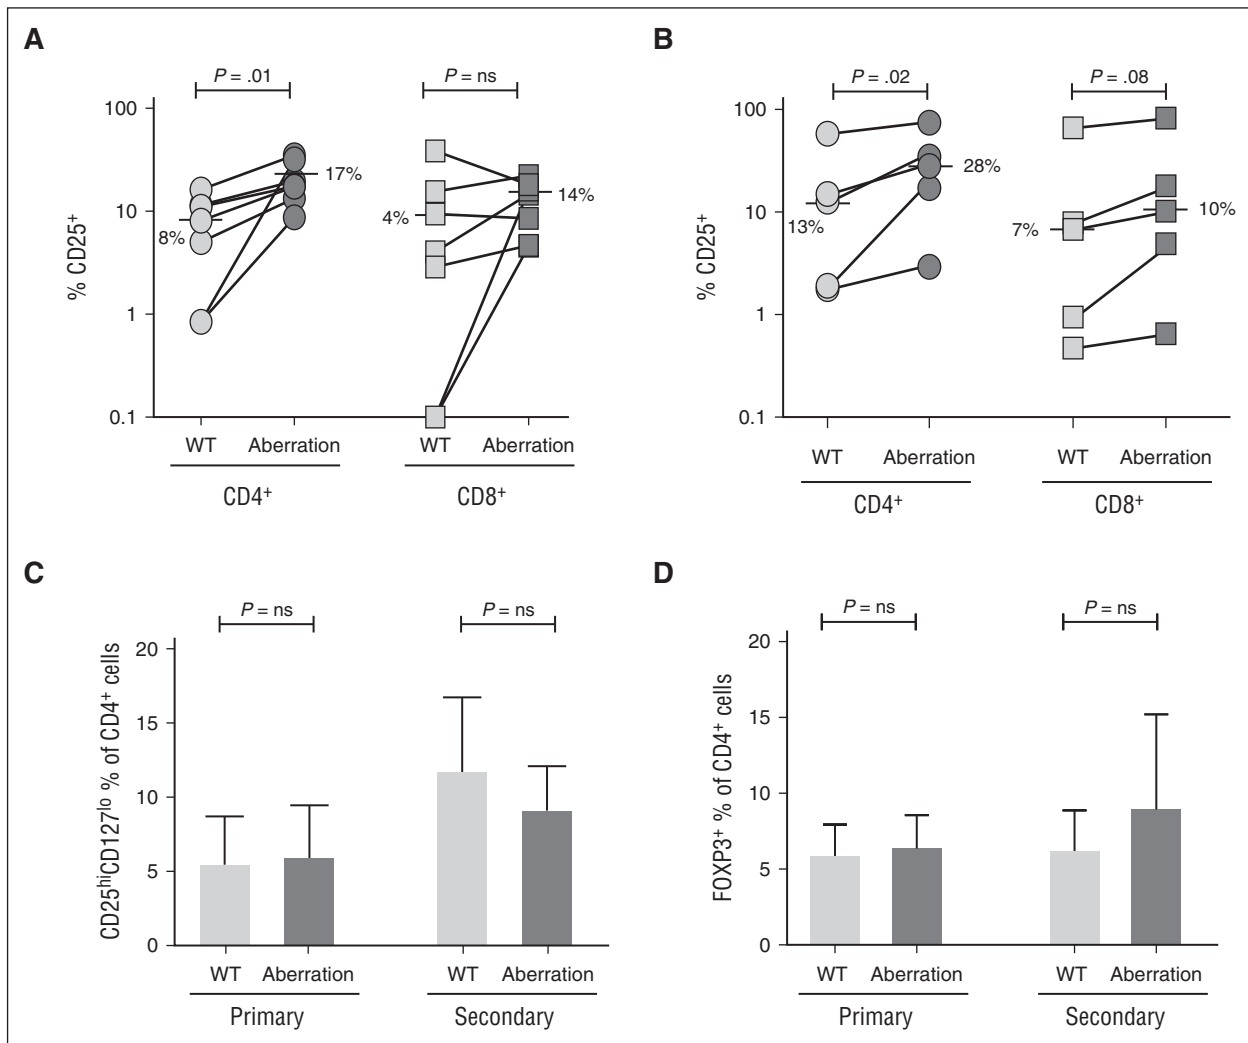 A
P = .01
P = ns
% CD25+
100
10
1
0.1
8%
17%
4%
14%
WT Aberration WT Aberration
CD4+ CD8+
B
P = .02
P = .08
% CD25+
100
10
1
0.1
13%
28%
7%
10%
WT Aberration WT Aberration
CD4+ CD8+
C
P = ns
P = ns
CD25hiCD127lo % of CD4+ cells
20
15
10
5
0
WT Aberration WT Aberration
Primary Secondary
D
P = ns
P = ns
FOXP3+ % of CD4+ cells
20
15
10
5
0
WT Aberration WT Aberration
Primary Secondary